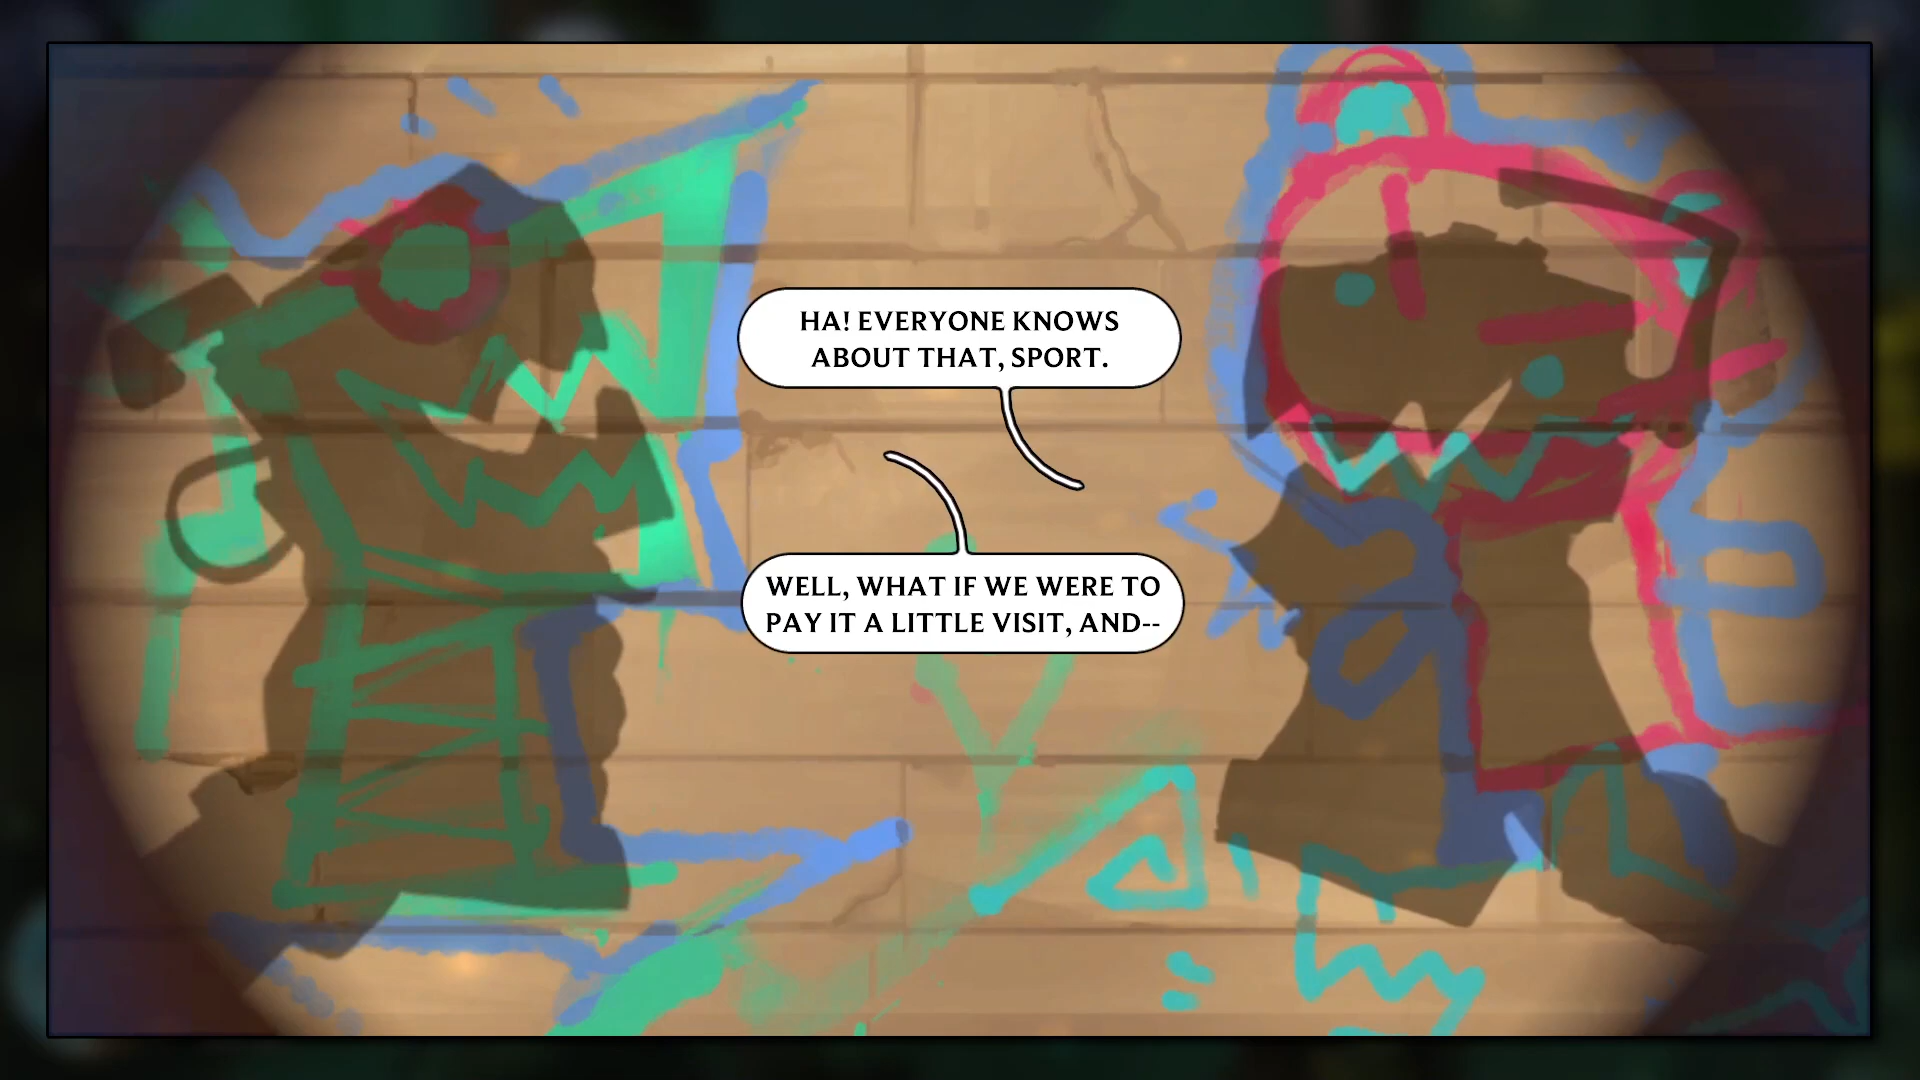 HA! EVERYONE KNOWS
ABOUT THAT, SPORT.
WELL, WHAT IF WE WERE TO
PAY IT A LITTLE VISIT, AND--